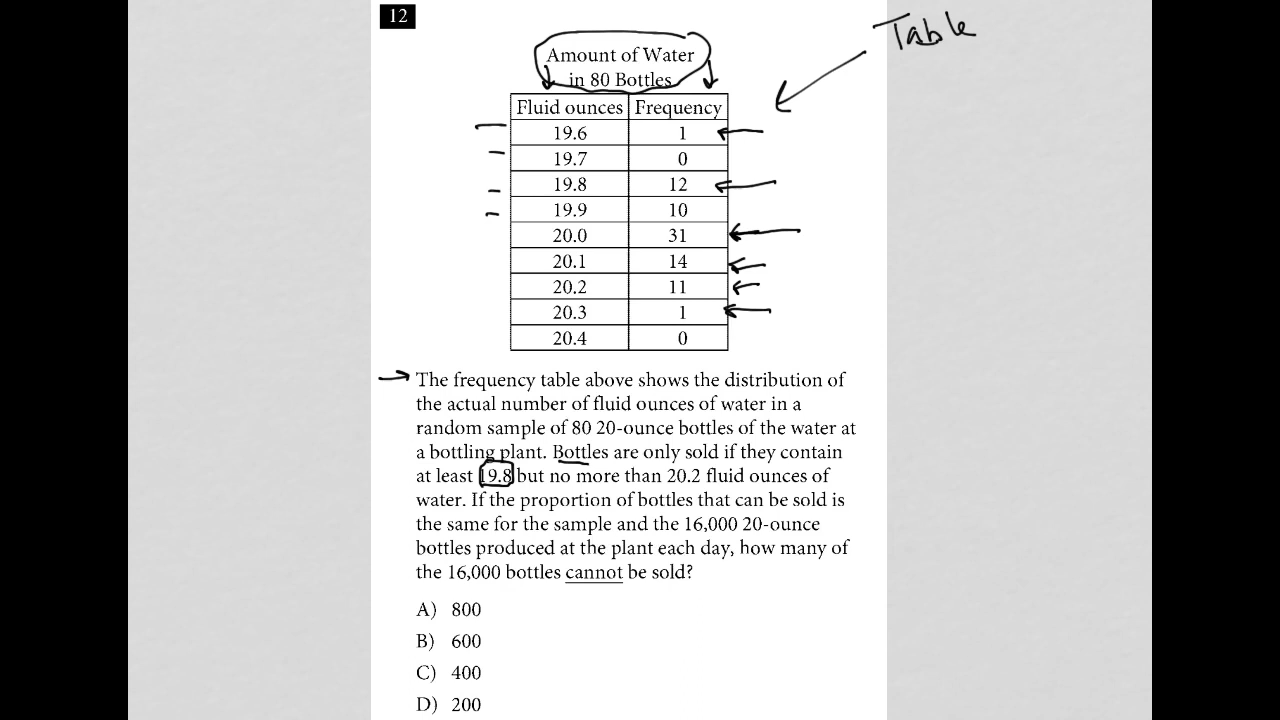 12
Table
Amount of Water
in 80 Bottles
Fluid ounces Frequency
19.6 1
19.7 0
19.8 12
19.9 10
20.0 31
20.1 14
20.2 11
20.3 1
20.4 0
The frequency table above shows the distribution of
the actual number of fluid ounces of water in a
random sample of 80 20-ounce bottles of the water at
a bottling plant. Bottles are only sold if they contain
at least 19.8 but no more than 20.2 fluid ounces of
water. If the proportion of bottles that can be sold is
the same for the sample and the 16,000 20-ounce
bottles produced at the plant each day, how many of
the 16,000 bottles cannot be sold?
A) 800
B) 600
C) 400
D) 200